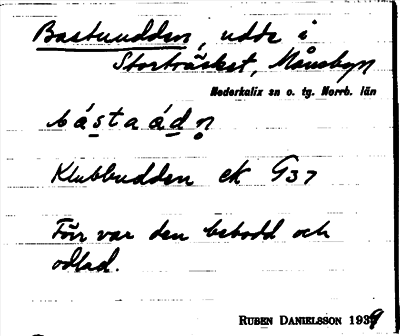 Bastuudden, udde i
Storträsket, Månsbyn
Nederkalix sn o. tg. Norrb. län
bástaádn̥
Klubbudden ek G37
Förr var den bebodd och
odlad.
RUBEN DANIELSSON 1939